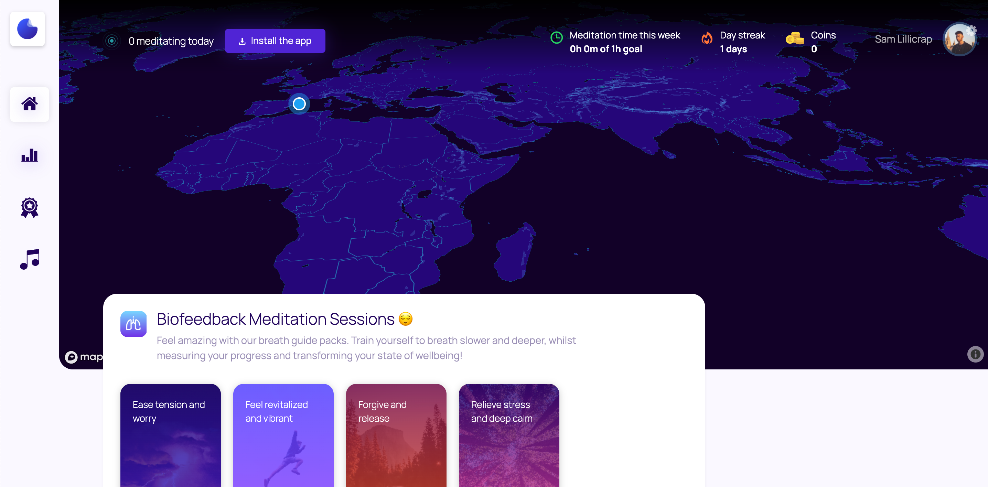 0 meditating today
Install the app
Meditation time this week
0h 0m of 1h goal
Day streak
1 days
Coins
0
Sam Lillicrap
map
Biofeedback Meditation Sessions
Feel amazing with our breath guide packs. Train yourself to breath slower and deeper, whilst
measuring your progress and transforming your state of wellbeing!
Ease tension and
worry
Feel revitalized
and vibrant
Forgive and
release
Relieve stress
and deep calm